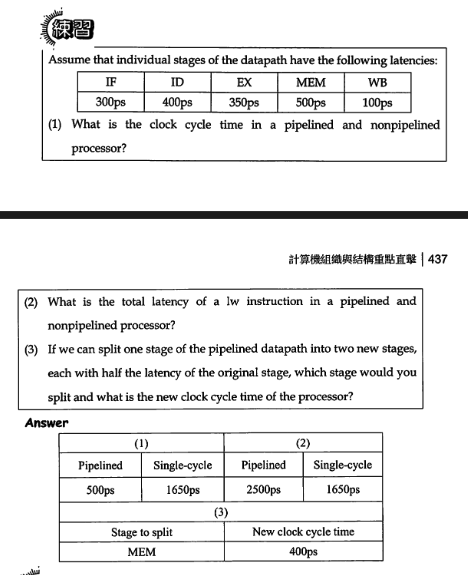 練習
Assume that individual stages of the datapath have the following latencies:
IF ID EX MEM WB
300ps 400ps 350ps 500ps 100ps
(1) What is the clock cycle time in a pipelined and nonpipelined
processor?
計算機組織與結構重點直擊 | 437
(2) What is the total latency of a lw instruction in a pipelined and
nonpipelined processor?
(3) If we can split one stage of the pipelined datapath into two new stages,
each with half the latency of the original stage, which stage would you
split and what is the new clock cycle time of the processor?
Answer
(1) (2)
Pipelined Single-cycle Pipelined Single-cycle
500ps 1650ps 2500ps 1650ps
(3)
Stage to split New clock cycle time
MEM 400ps